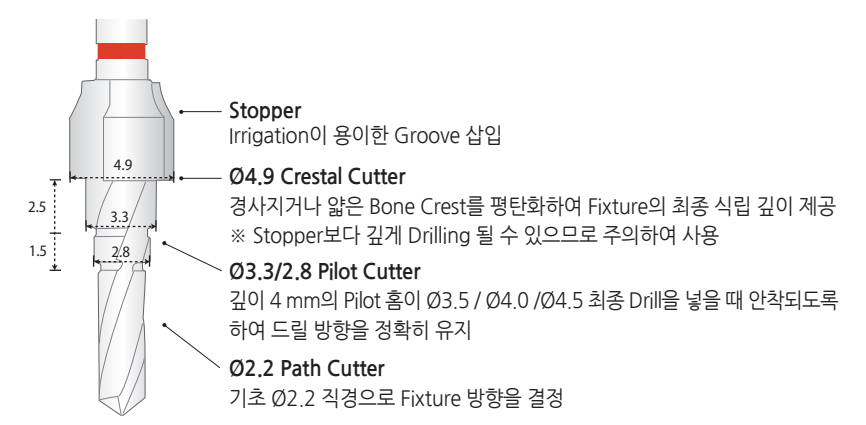 Stopper
Irrigation이 용이한 Groove 삽입
4.9
Ø4.9 Crestal Cutter
경사지거나 얇은 Bone Crest를 평탄화하여 Fixture의 최종 식립 깊이 제공
2.5
3.3
※ Stopper보다 깊게 Drilling 될 수 있으므로 주의하여 사용
1.5
2.8
Ø3.3/2.8 Pilot Cutter
깊이 4 mm의 Pilot 홈이 Ø3.5 / Ø4.0 /Ø4.5 최종 Drill을 넣을 때 안착되도록
하여 드릴 방향을 정확히 유지
Ø2.2 Path Cutter
기초 Ø2.2 직경으로 Fixture 방향을 결정